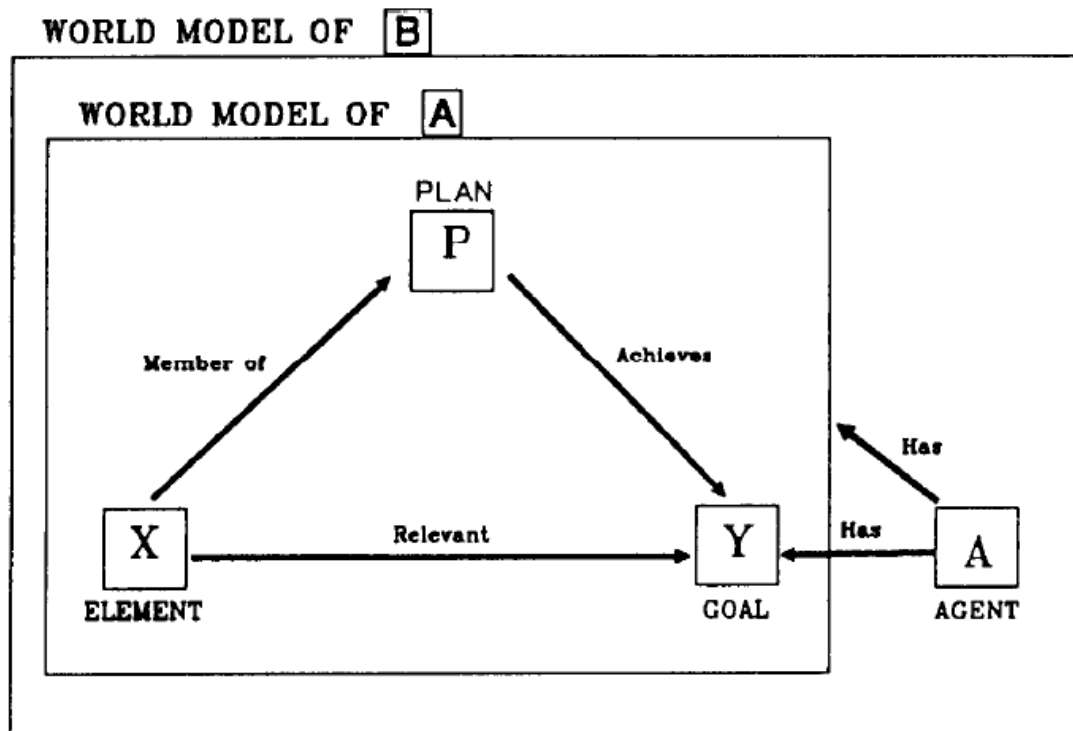 WORLD MODEL OF B
WORLD MODEL OF A
PLAN
P
Member of
Achieves
Has
X
Relevant
Y
Has
A
ELEMENT
GOAL
AGENT